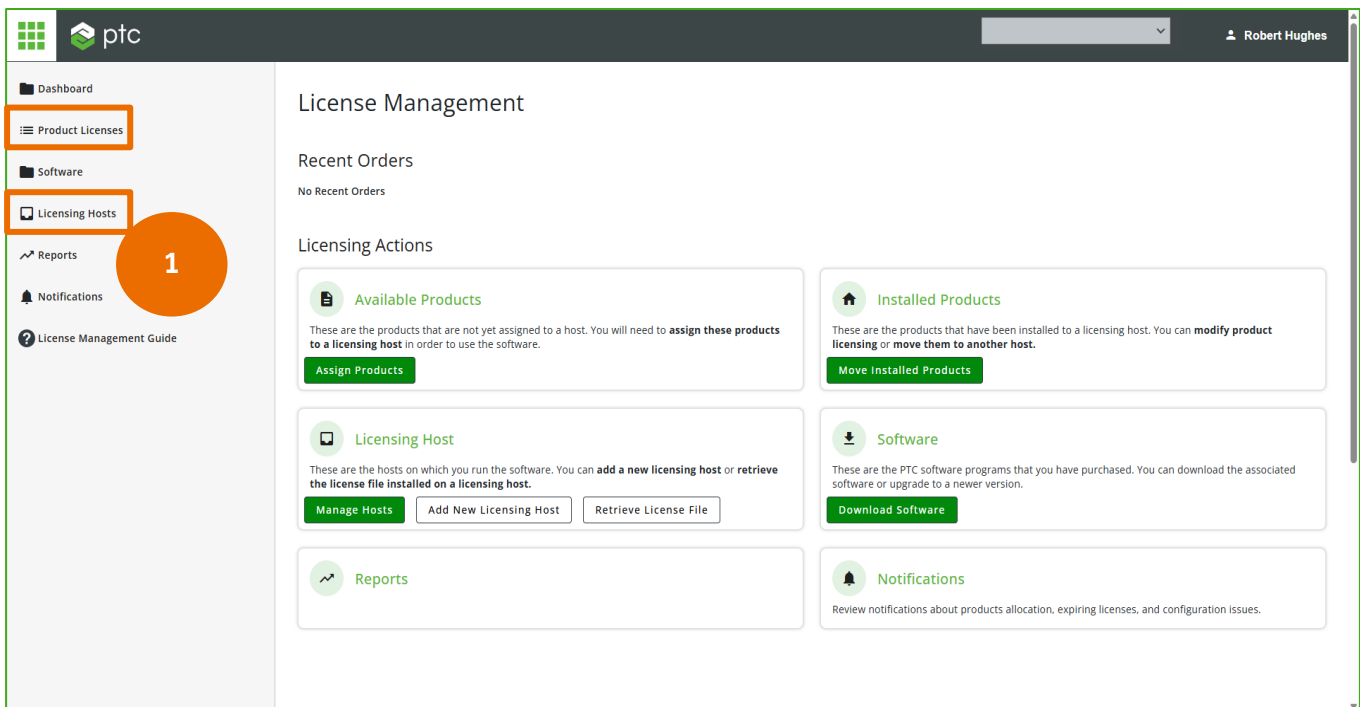 ptc
Robert Hughes
Dashboard
Product Licenses
Software
Licensing Hosts
Reports
Notifications
License Management Guide
1
License Management
Recent Orders
No Recent Orders
Licensing Actions
Available Products
These are the products that are not yet assigned to a host. You will need to assign these products
to a licensing host in order to use the software.
Assign Products
Installed Products
These are the products that have been installed to a licensing host. You can modify product
licensing or move them to another host.
Move Installed Products
Licensing Host
These are the hosts on which you run the software. You can add a new licensing host or retrieve
the license file installed on a licensing host.
Manage Hosts
Add New Licensing Host
Retrieve License File
Software
These are the PTC software programs that you have purchased. You can download the associated
software or upgrade to a newer version.
Download Software
Reports
Notifications
Review notifications about products allocation, expiring licenses, and configuration issues.